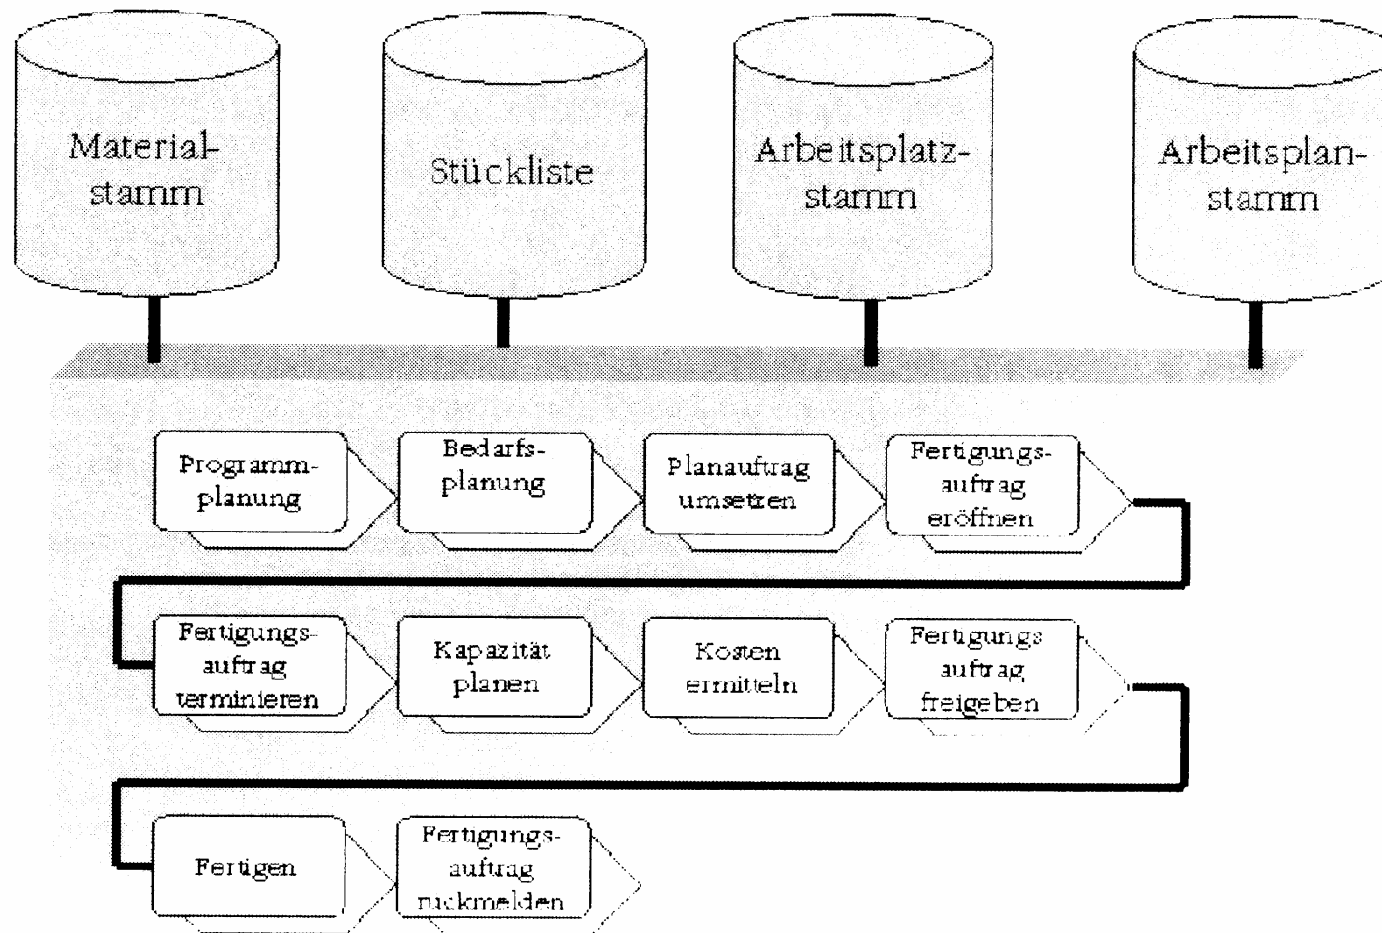 Material-
stamm
Stückliste
Arbeitsplatz-
stamm
Arbeitsplan-
stamm
Programm-
planung
Bedarfs-
planung
Planauftrag
umsetzen
Fertigungs-
auftrag
eröffnen
Fertigungs-
auftrag
terminieren
Kapazität
planen
Kosten
ermitteln
Fertigungs
auftrag
freigeben
Fertigen
Fertigungs-
auftrag
rückmelden